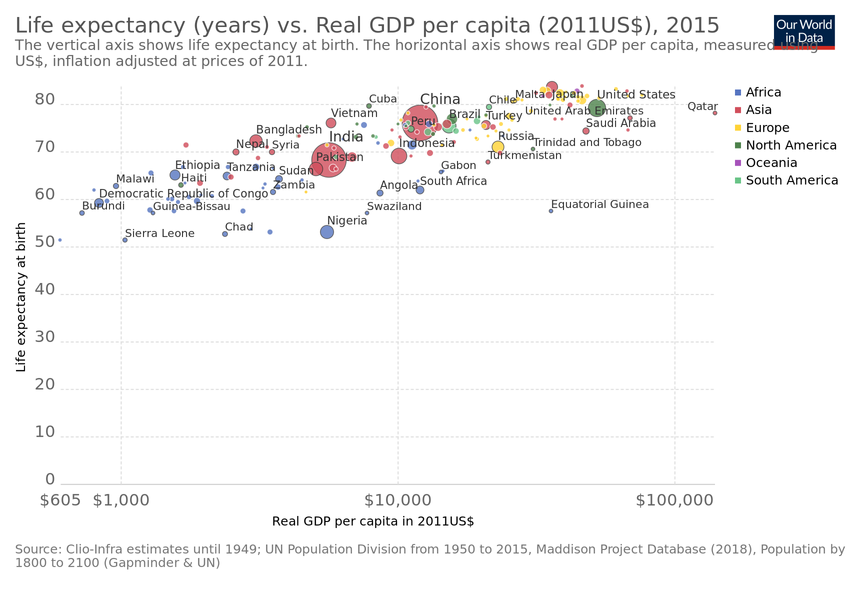 Life expectancy (years) vs. Real GDP per capita (2011US$), 2015
Our World
in Data
The vertical axis shows life expectancy at birth. The horizontal axis shows real GDP per capita, measured using
US$, inflation adjusted at prices of 2011.
Africa
Asia
Europe
North America
Oceania
South America
Life expectancy at birth
80
70
60
50
40
30
20
10
0
Cuba
China
Chile
Malta
Japan
United States
Qatar
Vietnam
Peru
Brazil
Turkey
United Arab Emirates
Saudi Arabia
Bangladesh
India
Nepal
Syria
Indonesia
Russia
Trinidad and Tobago
Turkmenistan
Pakistan
Ethiopia
Tanzania
Sudan
Gabon
Malawi
Haiti
Zambia
Angola
South Africa
Democratic Republic of Congo
Burundi
Guinea-Bissau
Swaziland
Equatorial Guinea
Sierra Leone
Chad
Nigeria
$605
$1,000
$10,000
$100,000
Real GDP per capita in 2011US$
Source: Clio-Infra estimates until 1949; UN Population Division from 1950 to 2015, Maddison Project Database (2018), Population by
1800 to 2100 (Gapminder & UN)